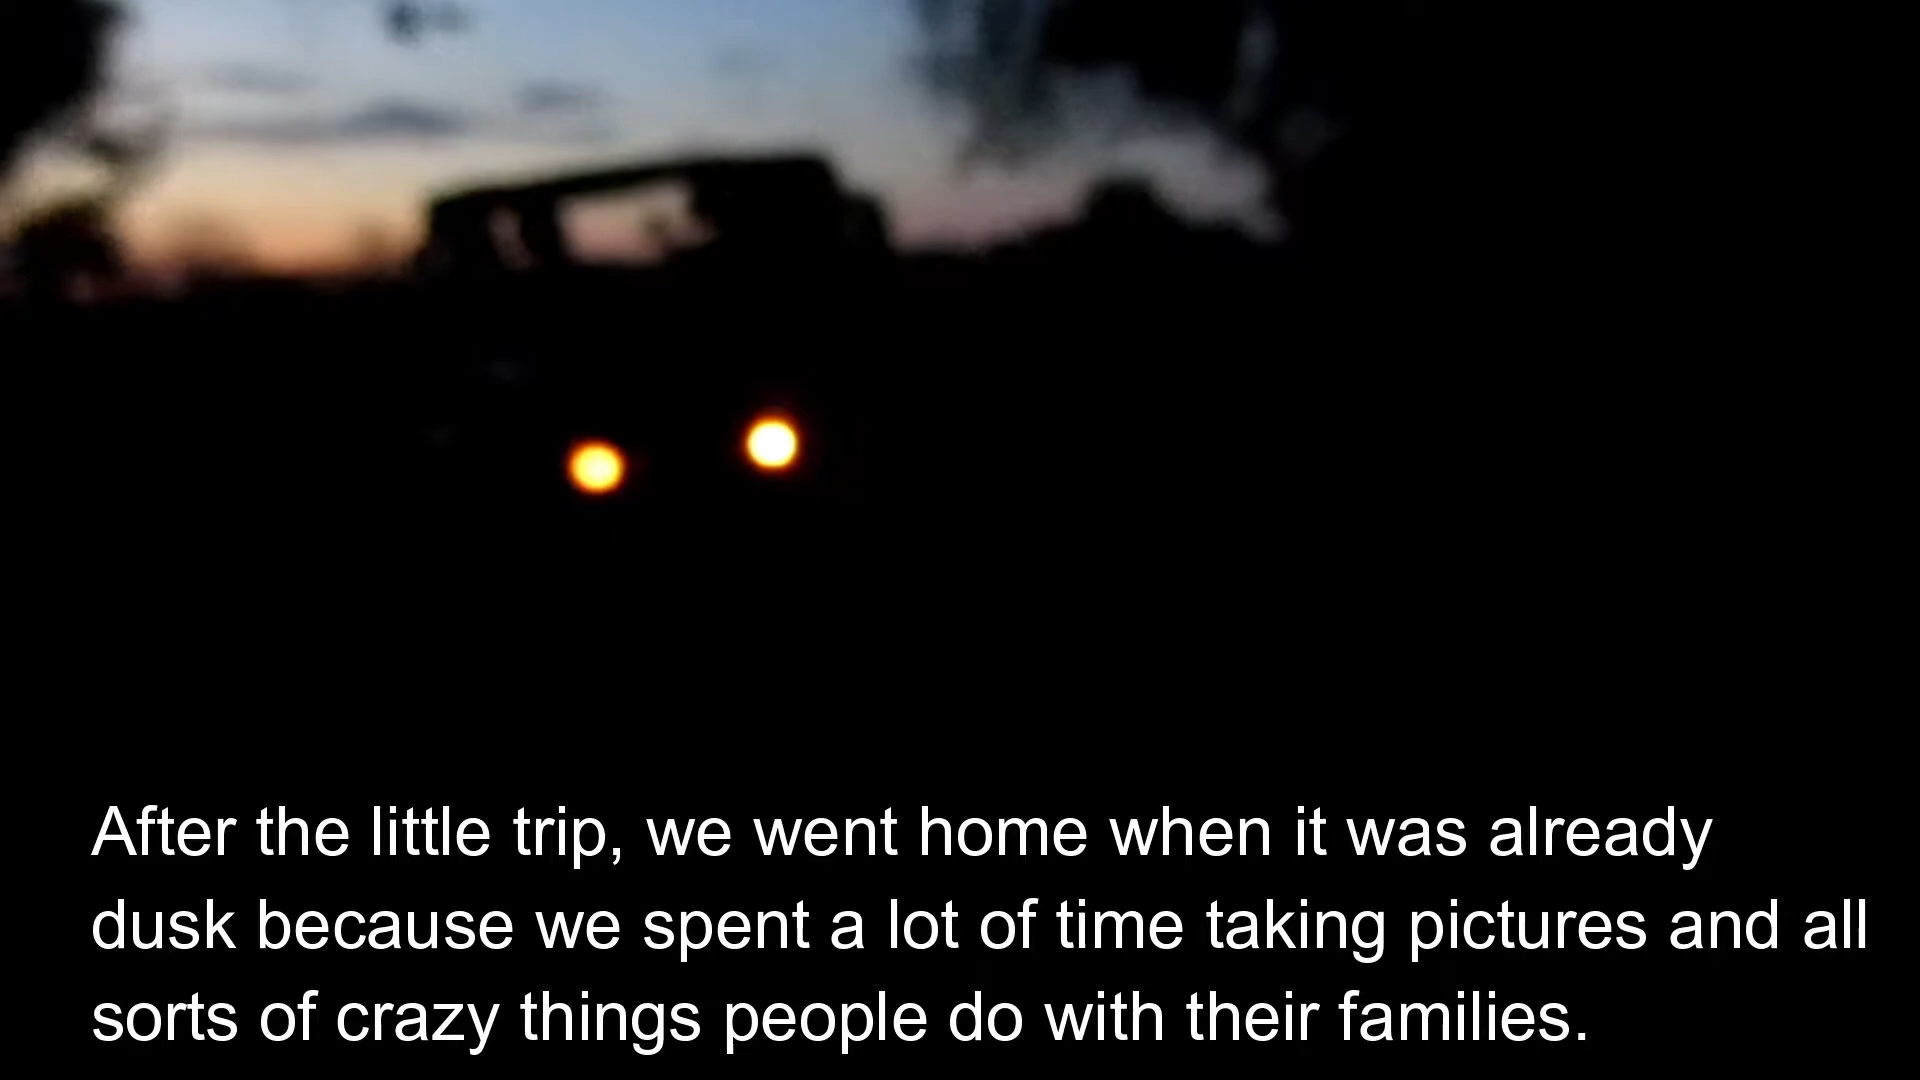 After the little trip, we went home when it was already
dusk because we spent a lot of time taking pictures and all
sorts of crazy things people do with their families.